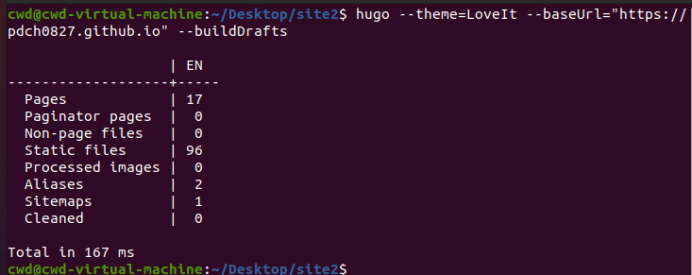 cwd@cwd-virtual-machine:~/Desktop/site2$ hugo --theme=LoveIt --baseUrl="https://
pdch0827.github.io" --buildDrafts

                   | EN
-------------------+-----
  Pages            | 17
  Paginator pages  |  0
  Non-page files   |  0
  Static files     | 96
  Processed images |  0
  Aliases          |  2
  Sitemaps         |  1
  Cleaned          |  0

Total in 167 ms
cwd@cwd-virtual-machine:~/Desktop/site2$